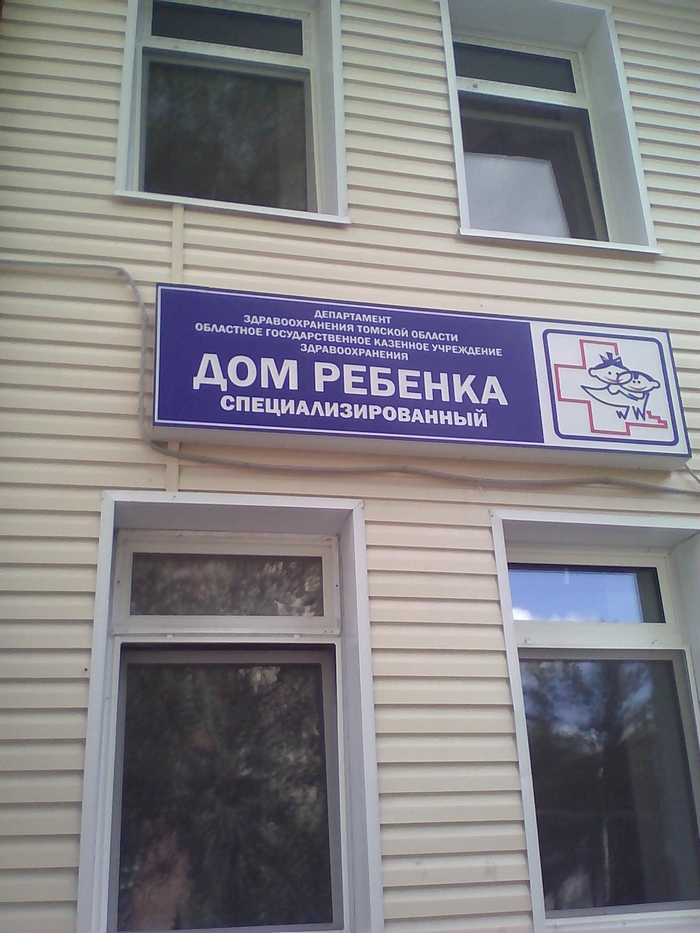 ДЕПАРТАМЕНТ
ЗДРАВООХРАНЕНИЯ ТОМСКОЙ ОБЛАСТИ
ОБЛАСТНОЕ ГОСУДАРСТВЕННОЕ КАЗЕННОЕ УЧРЕЖДЕНИЕ
ЗДРАВООХРАНЕНИЯ
ДОМ РЕБЕНКА
СПЕЦИАЛИЗИРОВАННЫЙ